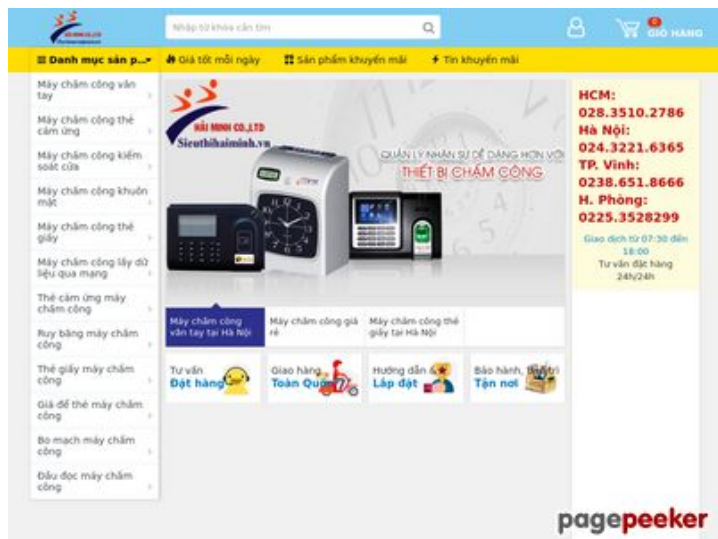 Nhập từ khóa cần tìm
0
GIỎ HÀNG
Danh mục sản p...
Giá tốt mỗi ngày
Sản phẩm khuyến mãi
Tin khuyến mãi
Máy chấm công vân
tay
Máy chấm công thẻ
cảm ứng
Máy chấm công kiểm
soát cửa
Máy chấm công khuôn
mặt
Máy chấm công thẻ
giấy
Máy chấm công lấy dữ
liệu qua mạng
Thẻ cảm ứng máy
chấm công
Ruy băng máy chấm
công
Thẻ giấy máy chấm
công
Giá để thẻ máy chấm
công
Bo mạch máy chấm
công
Đầu đọc máy chấm
công
HẢI MINH CO.,LTD
Sieuthihaiminh.vn
QUẢN LÝ NHÂN SỰ DỄ DÀNG HƠN VỚI
THIẾT BỊ CHẤM CÔNG
Máy chấm công
vân tay tại Hà Nội
Máy chấm công giá
rẻ
Máy chấm công thẻ
giấy tại Hà Nội
Tư vấn
Đặt hàng
Giao hàng
Toàn Quốc
Hướng dẫn &
Lắp đặt
Bảo hành, Bảo trì
Tận nơi
HCM:
028.3510.2786
Hà Nội:
024.3221.6365
TP. Vinh:
0238.651.8666
H. Phòng:
0225.3528299
Giao dịch từ 07:30 đến
18:00
Tư vấn đặt hàng
24h/24h
pagepeeker